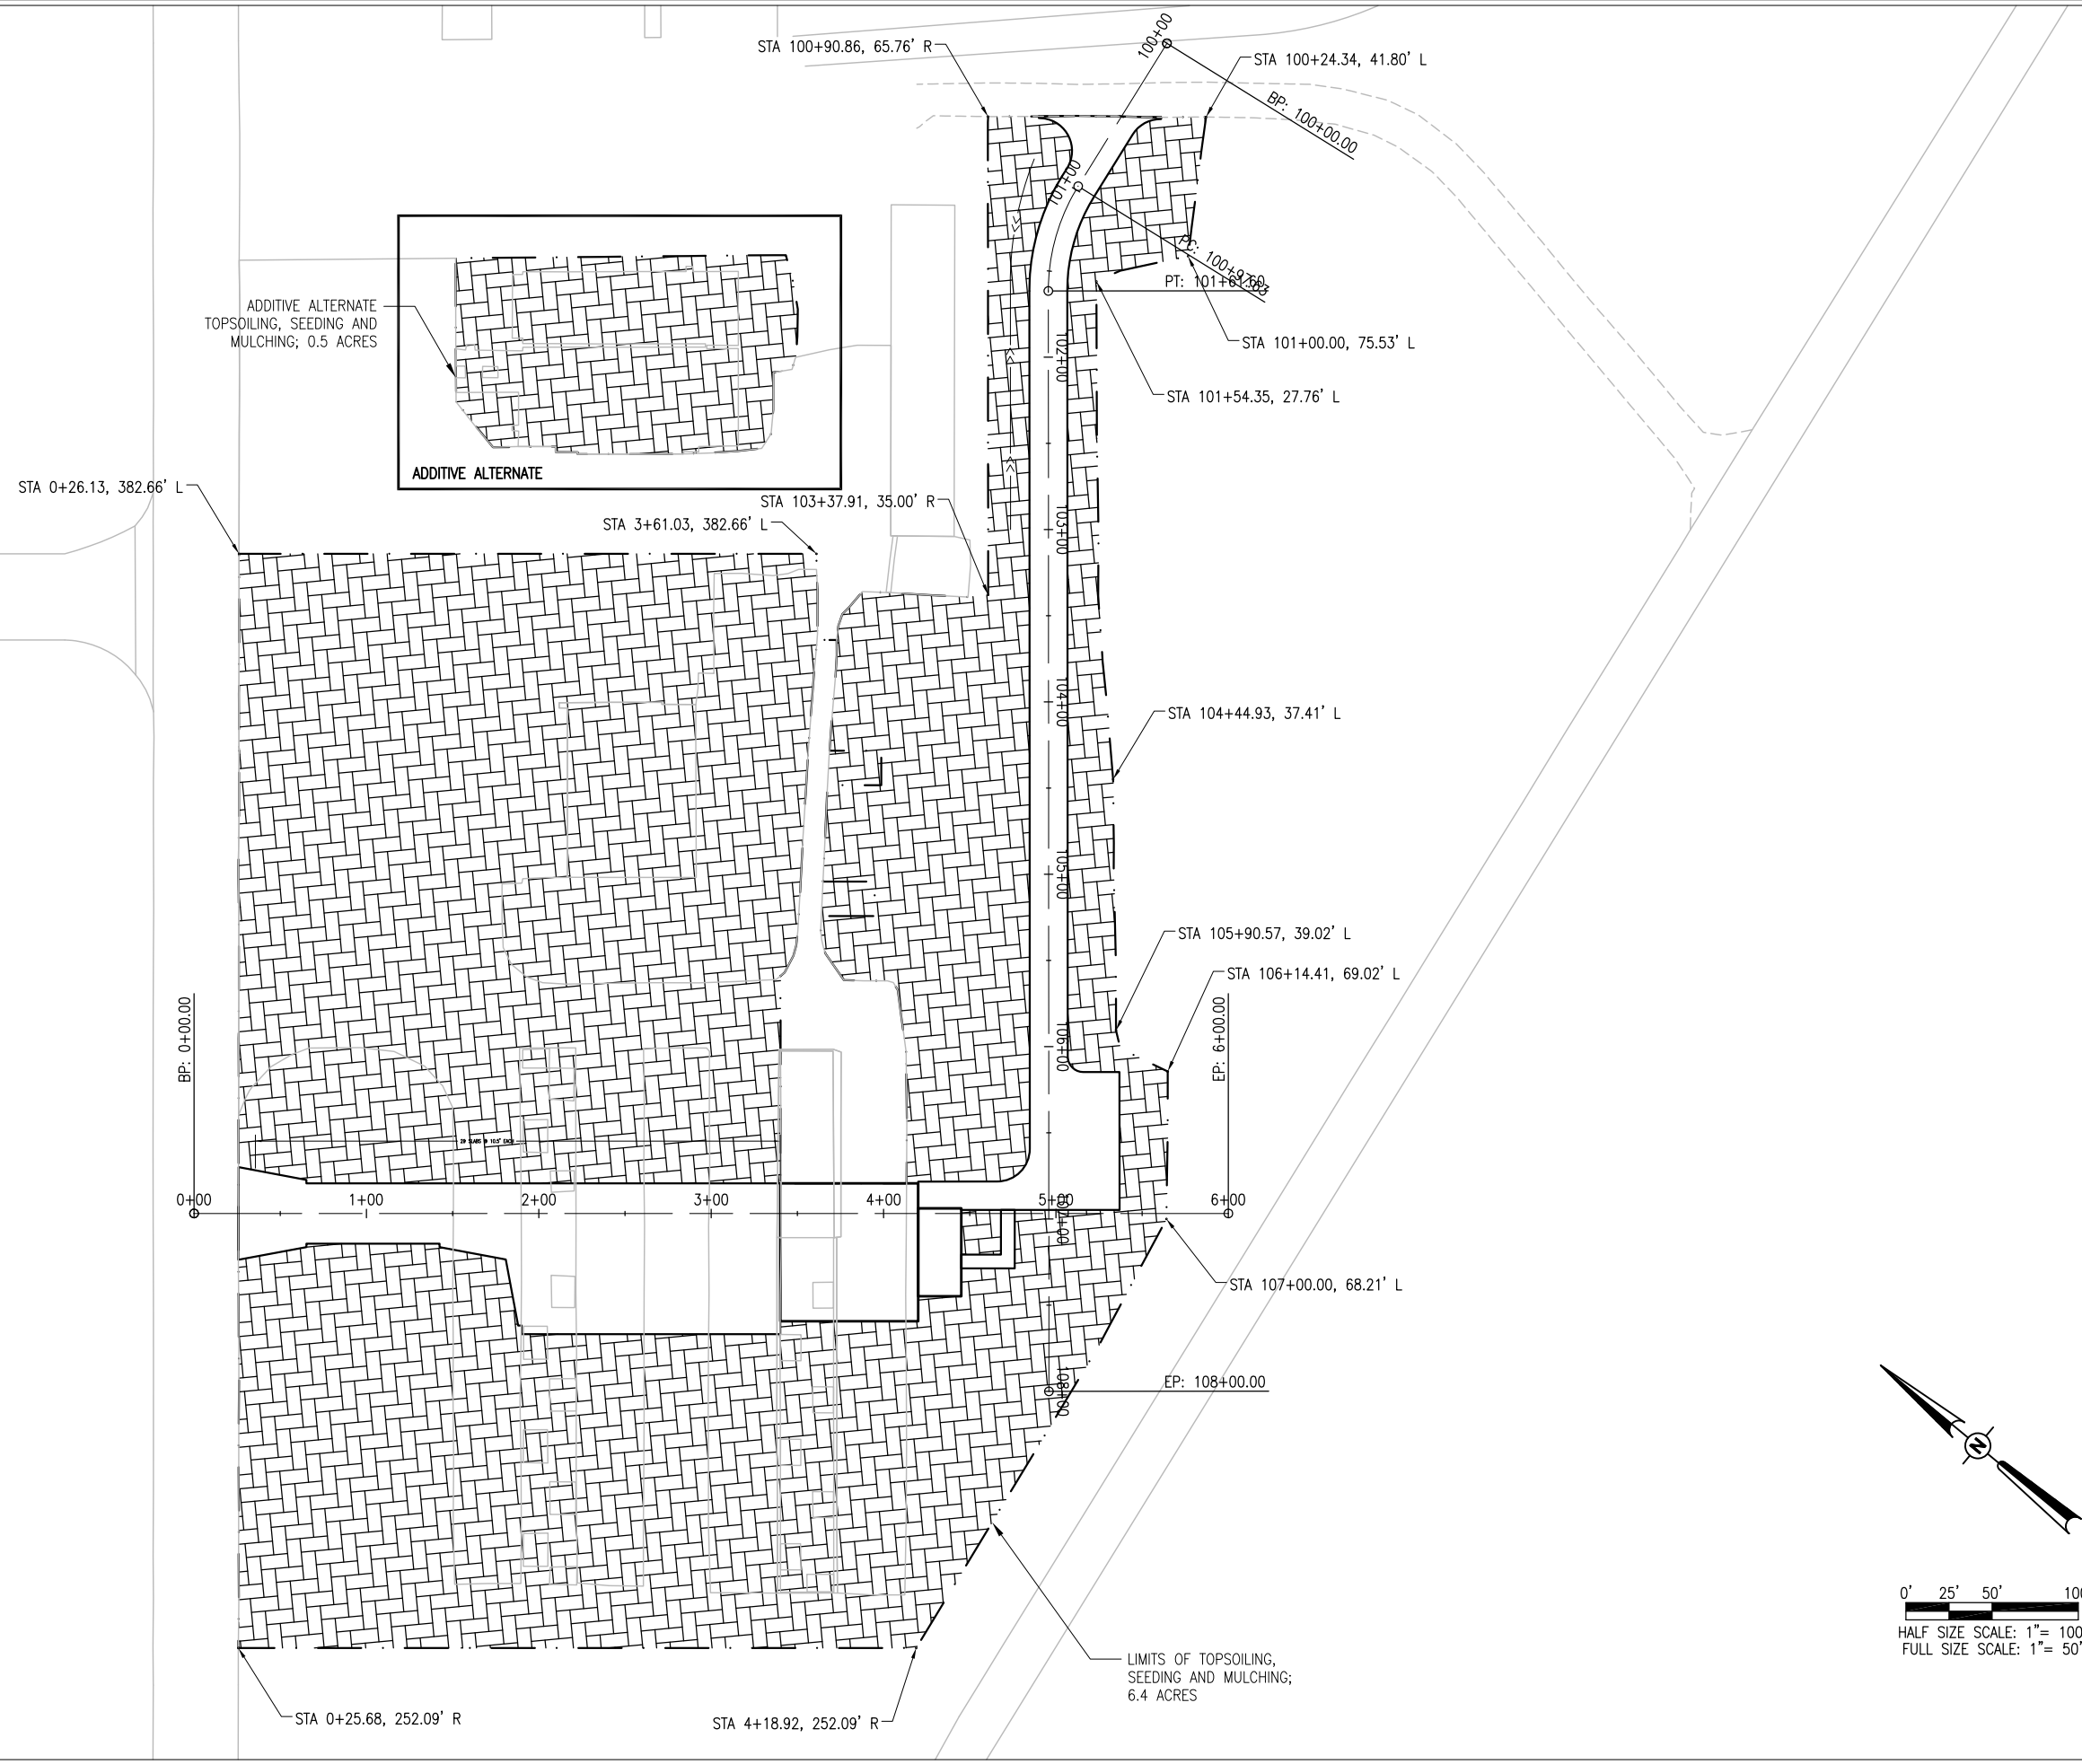 100+00
STA 100+90.86, 65.76' R
STA 100+24.34, 41.80' L
BP: 100+00.00
101+00
PC: 100+97.63
PT: 101+61.60
ADDITIVE ALTERNATE
TOPSOILING, SEEDING AND
MULCHING; 0.5 ACRES
STA 101+00.00, 75.53' L
102+00
STA 101+54.35, 27.76' L
ADDITIVE ALTERNATE
STA 0+26.13, 382.66' L
STA 103+37.91, 35.00' R
STA 3+61.03, 382.66' L
103+00
104+00
STA 104+44.93, 37.41' L
105+00
STA 105+90.57, 39.02' L
STA 106+14.41, 69.02' L
BP: 0+00.00
106+00
EP: 6+00.00
0+00
1+00
2+00
3+00
4+00
5+00
6+00
107+00
STA 107+00.00, 68.21' L
EP: 108+00.00
108+00
N
0' 25' 50' 100
HALF SIZE SCALE: 1"= 100
FULL SIZE SCALE: 1"= 50'
LIMITS OF TOPSOILING,
SEEDING AND MULCHING;
6.4 ACRES
STA 0+25.68, 252.09' R
STA 4+18.92, 252.09' R